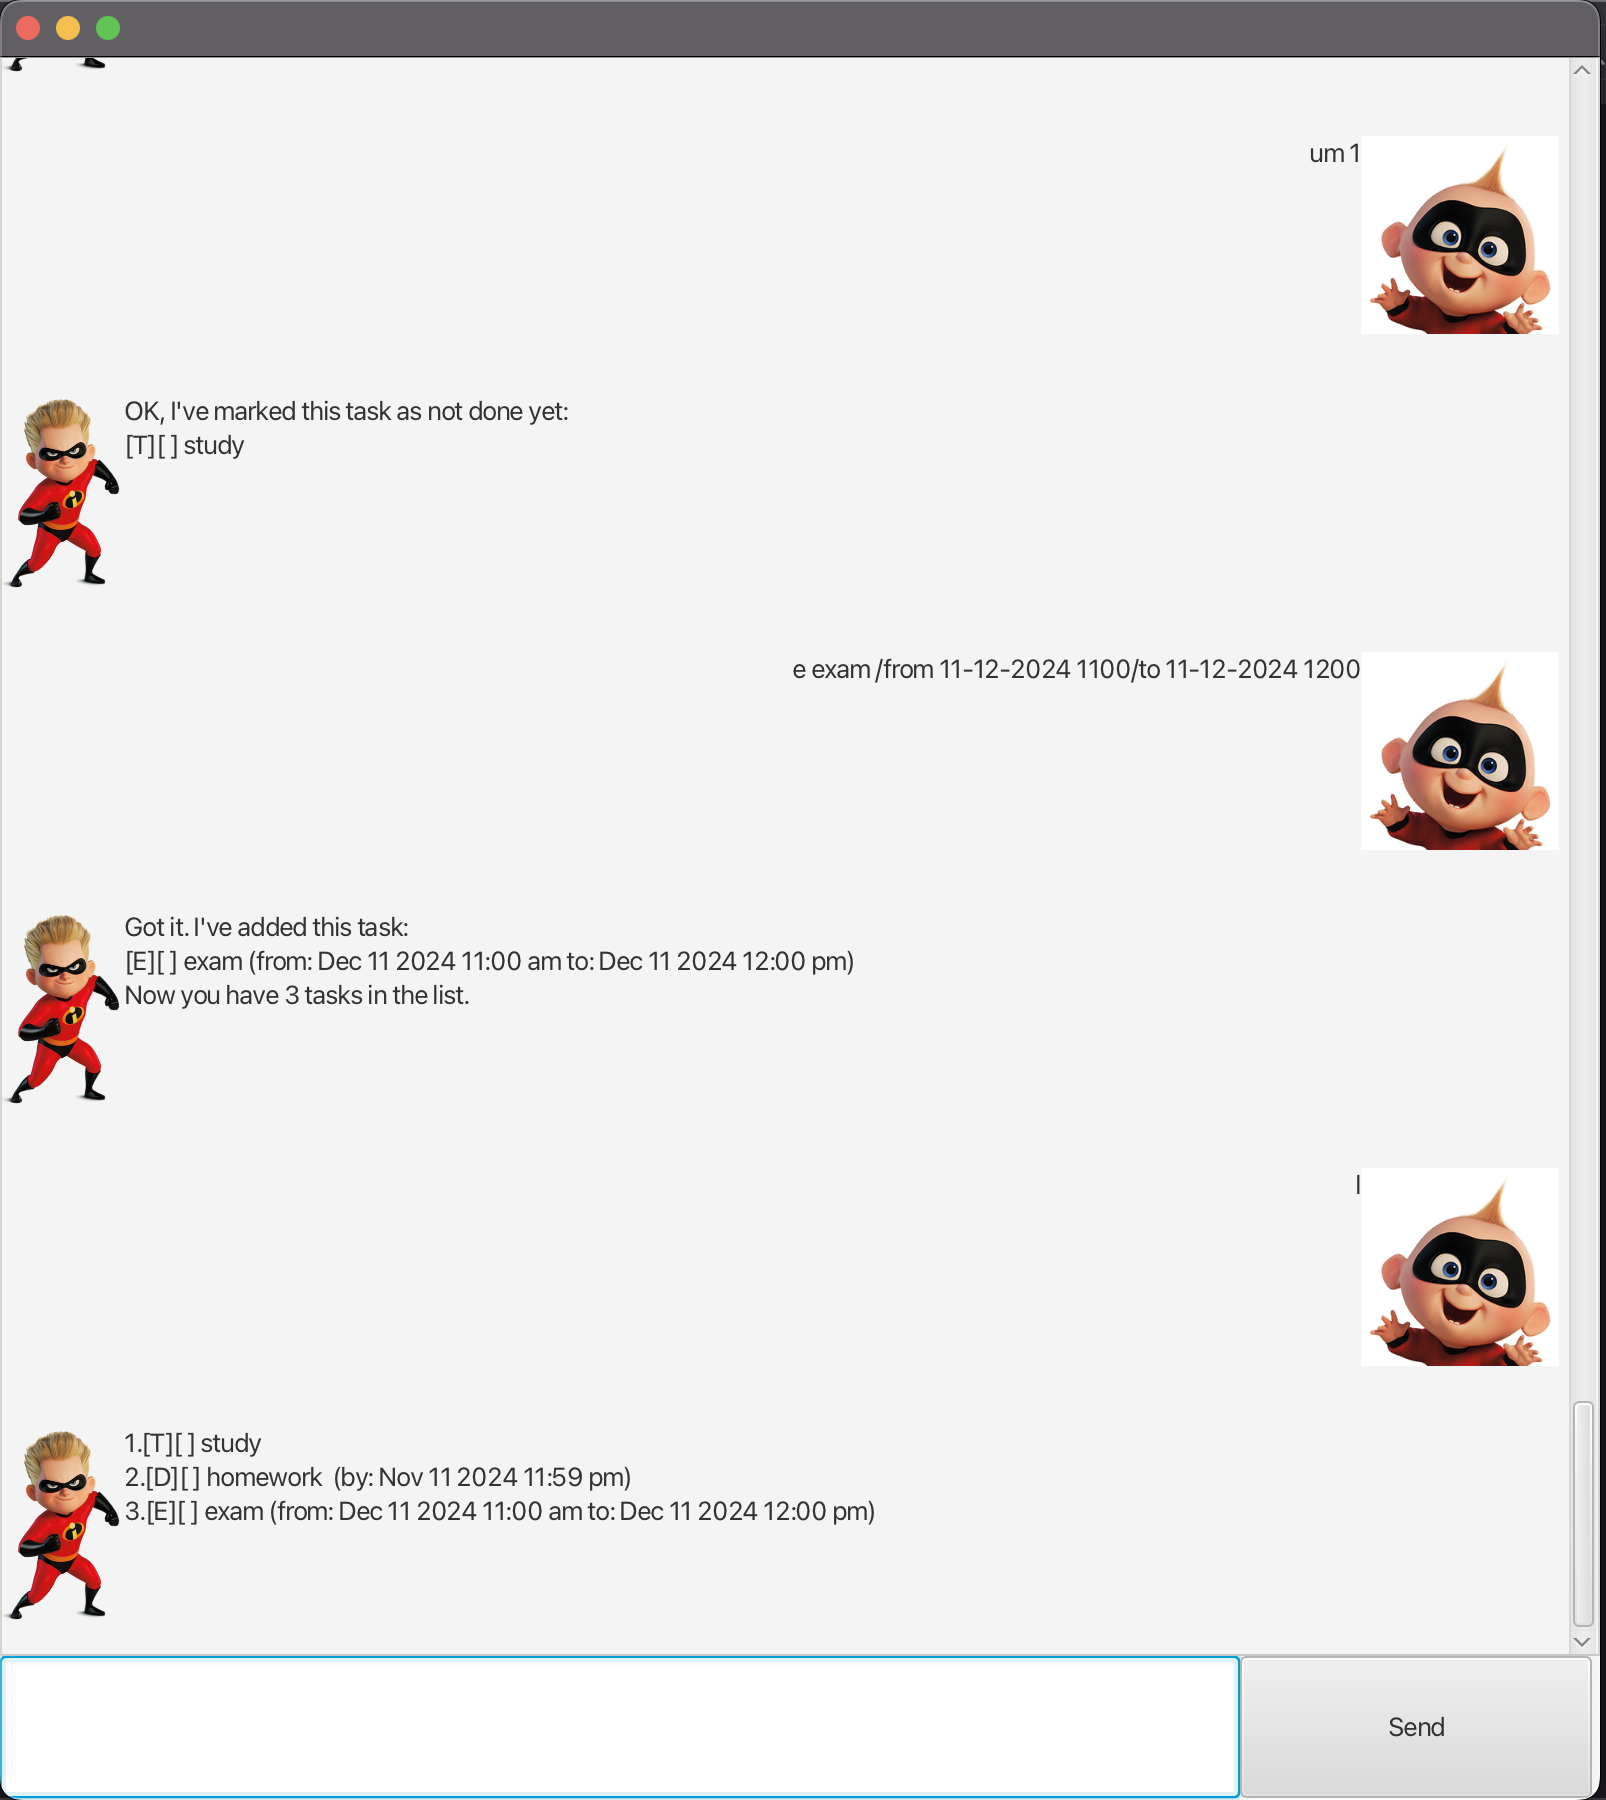 um 1
OK, I've marked this task as not done yet:
[T][ ] study
e exam /from 11-12-2024 1100/to 11-12-2024 1200
Got it. I've added this task:
[E][ ] exam (from: Dec 11 2024 11:00 am to: Dec 11 2024 12:00 pm)
Now you have 3 tasks in the list.
l
1.[T][ ] study
2.[D][ ] homework  (by: Nov 11 2024 11:59 pm)
3.[E][ ] exam (from: Dec 11 2024 11:00 am to: Dec 11 2024 12:00 pm)
Send